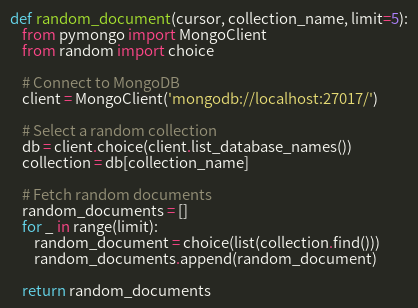 def random_document(cursor, collection_name, limit=5):
    from pymongo import MongoClient
    from random import choice

    # Connect to MongoDB
    client = MongoClient('mongodb://localhost:27017/')

    # Select a random collection
    db = client.choice(client.list_database_names())
    collection = db[collection_name]

    # Fetch random documents
    random_documents = []
    for _ in range(limit):
        random_document = choice(list(collection.find()))
        random_documents.append(random_document)

    return random_documents